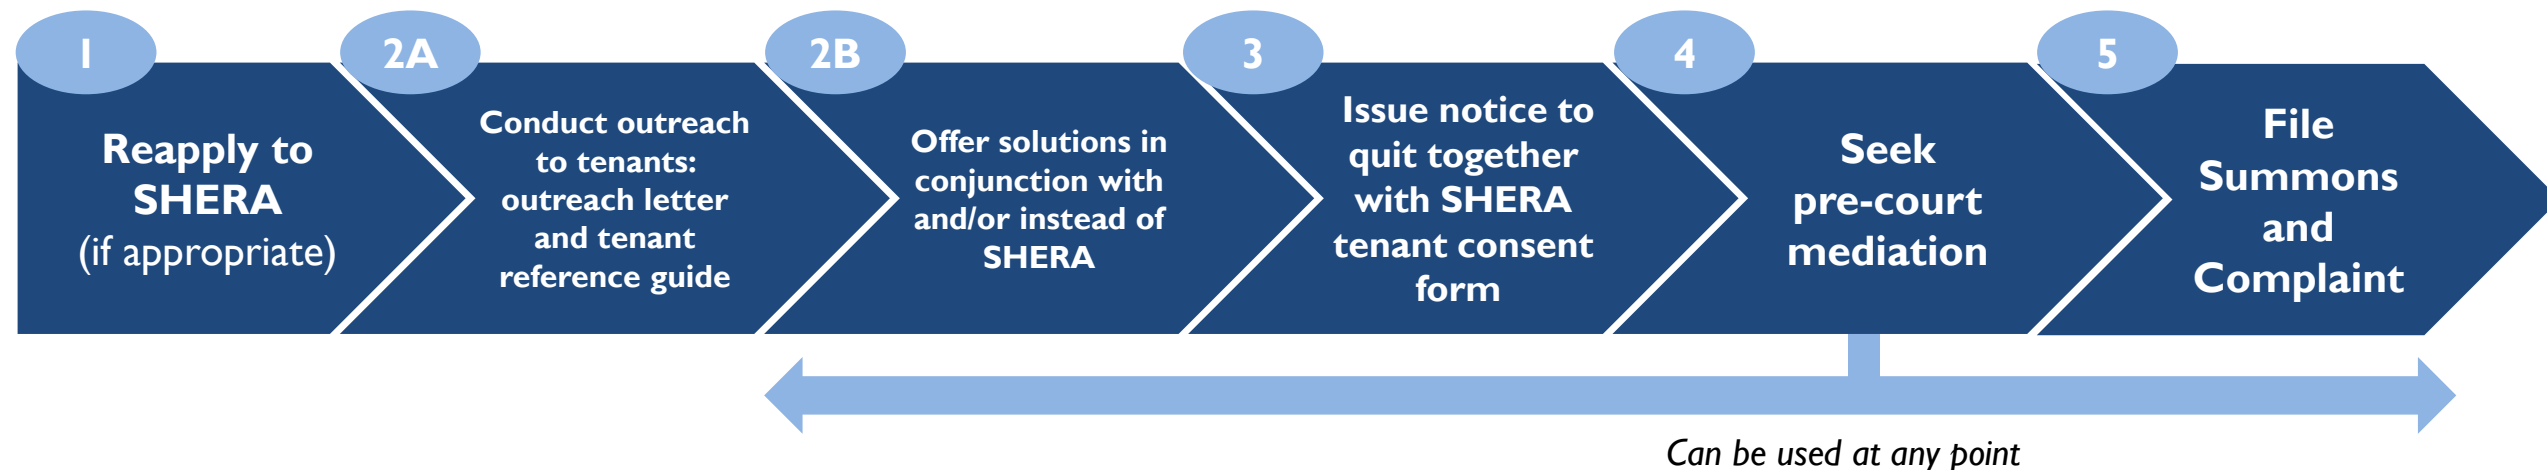 1
Reapply to
SHERA
(if appropriate)
2A
Conduct outreach
to tenants:
outreach letter
and tenant
reference guide
2B
Offer solutions in
conjunction with
and/or instead of
SHERA
3
Issue notice to
quit together
with SHERA
tenant consent
form
4
Seek
pre-court
mediation
5
File
Summons
and
Complaint
Can be used at any point